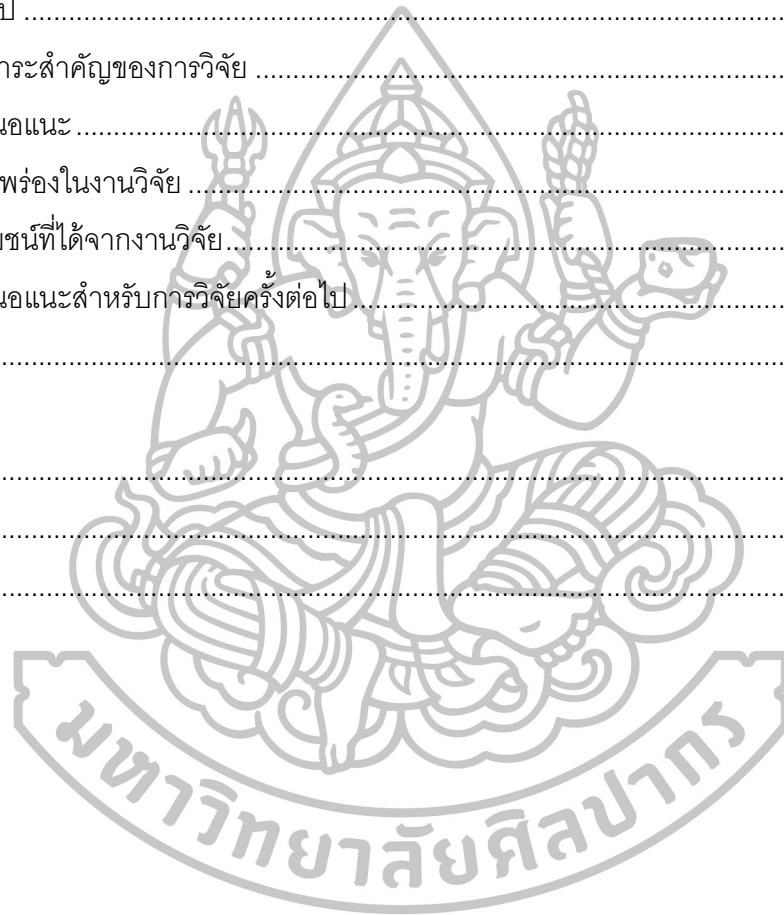 ป ................................................................
าระสำคัญของการวิจัย ................................................................
นอแนะ ................................................................
พร่องในงานวิจัย ................................................................
ยชน์ที่ได้จากงานวิจัย ................................................................
นอแนะสำหรับการวิจัยครั้งต่อไป ................................................................
................................................................
................................................................
................................................................
................................................................
มหาวิทยาลัยศิลปากร